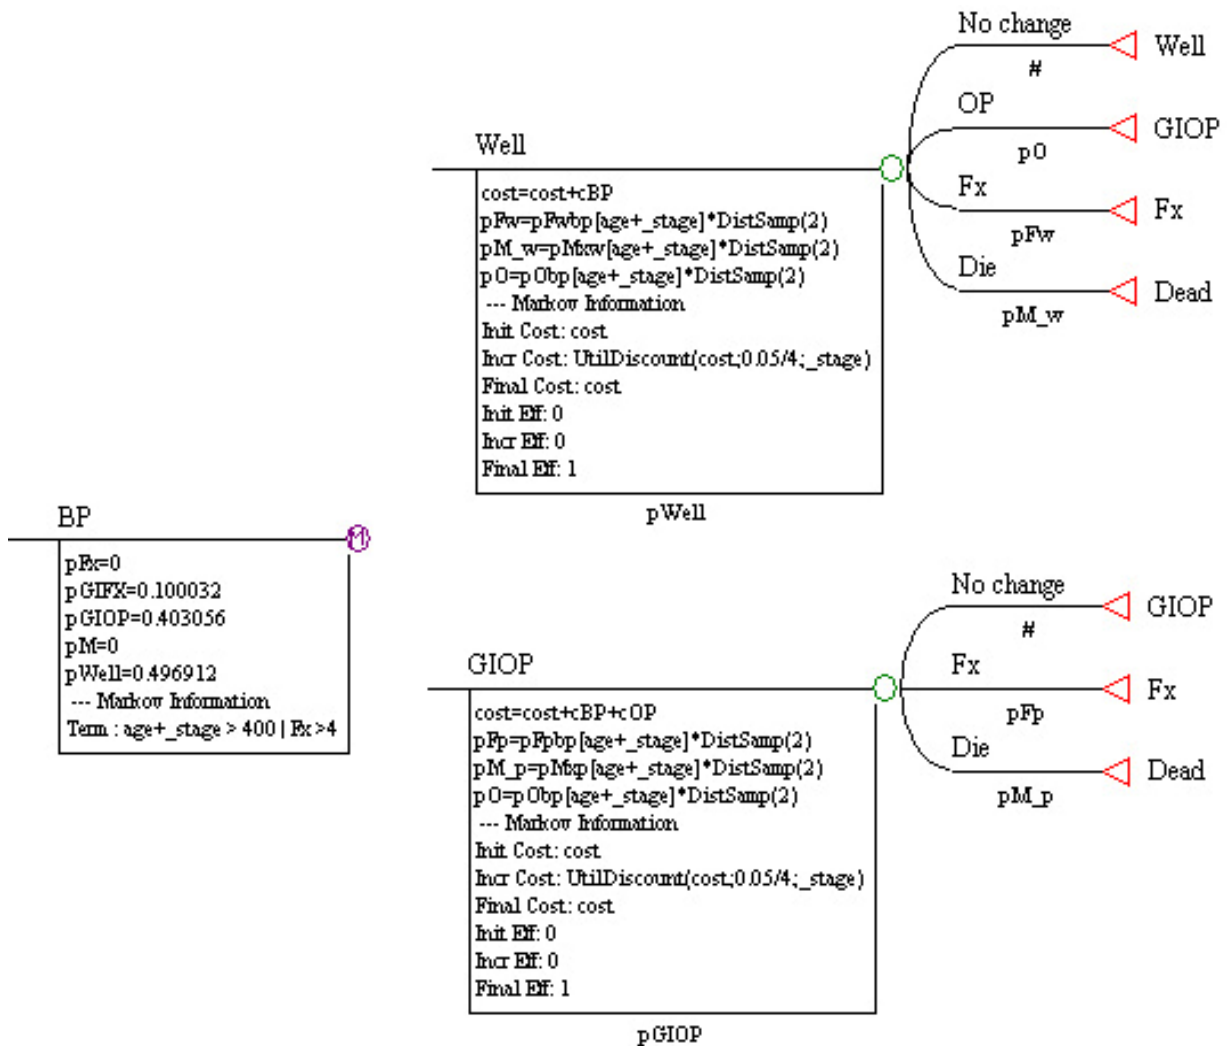 No change
Well
#
OP
GIOP
pO
Fx
Fx
pFw
Die
Dead
pM_w
Well
cost=cost+cBP
pFw=pFwbp[age+_stage]*DistSamp(2)
pM_w=pMxw[age+_stage]*DistSamp(2)
pO=pObp[age+_stage]*DistSamp(2)
--- Markov Information
Init Cost: cost
Incr Cost: UtilDiscount(cost;0.05/4;_stage)
Final Cost: cost
Init Eff: 0
Incr Eff: 0
Final Eff: 1
pWell
BP
pFx=0
pGIFX=0.100032
pGIOP=0.403056
pM=0
pWell=0.496912
--- Markov Information
Term : age+_stage > 400 | Fx >4
No change
GIOP
#
Fx
Fx
pFp
Die
Dead
pM_p
GIOP
cost=cost+cBP+cOP
pFp=pFpbp[age+_stage]*DistSamp(2)
pM_p=pMxp[age+_stage]*DistSamp(2)
pO=pObp[age+_stage]*DistSamp(2)
--- Markov Information
Init Cost: cost
Incr Cost: UtilDiscount(cost;0.05/4;_stage)
Final Cost: cost
Init Eff: 0
Incr Eff: 0
Final Eff: 1
pGIOP
M